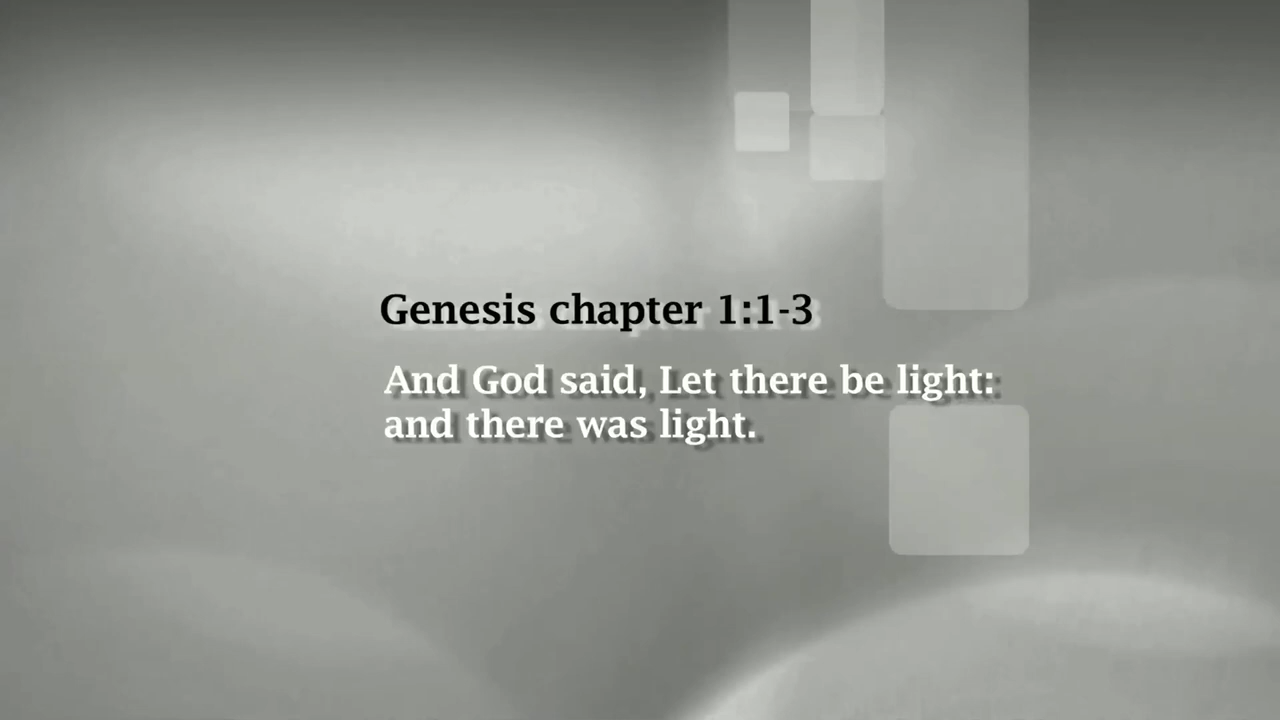 Genesis chapter 1:1-3
And God said, Let there be light:
and there was light.